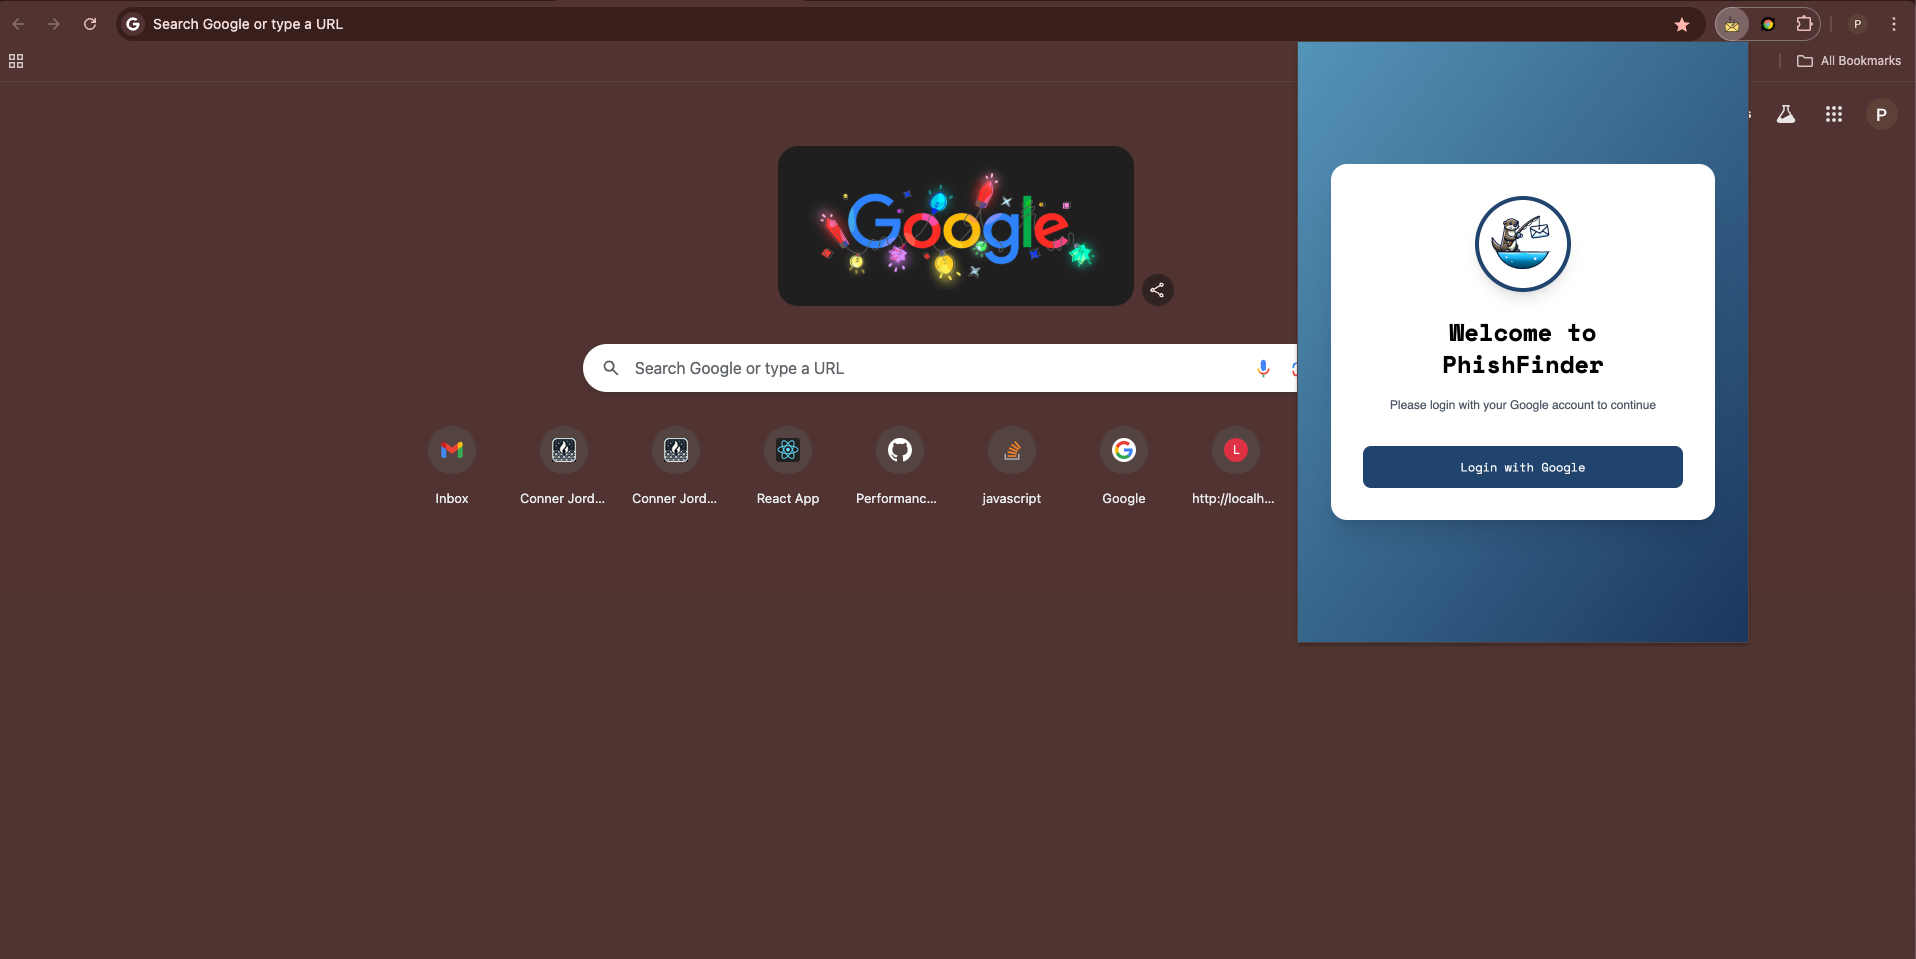 Search Google or type a URL
P
All Bookmarks
P
Google
Search Google or type a URL
Inbox
Conner Jord...
Conner Jord...
React App
Performanc...
javascript
Google
L
http://localh...
Welcome to
PhishFinder
Please login with your Google account to continue
Login with Google